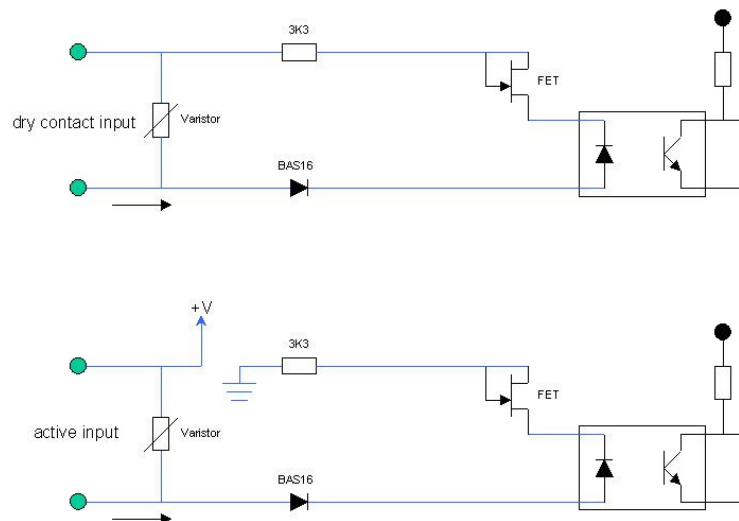 3K3
FET
dry contact input
Varistor
BAS16
+V
3K3
FET
active input
Varistor
BAS16